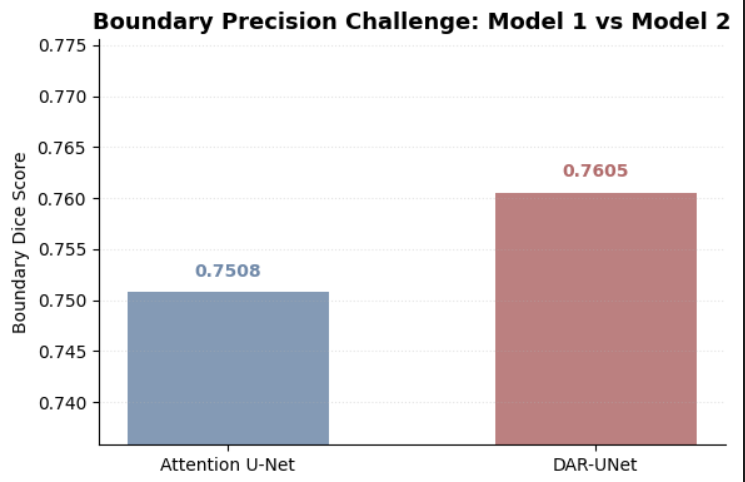 Boundary Precision Challenge: Model 1 vs Model 2
0.775
0.770
0.765
0.760
0.755
0.750
0.745
0.740
Boundary Dice Score
0.7508
0.7605
Attention U-Net
DAR-UNet